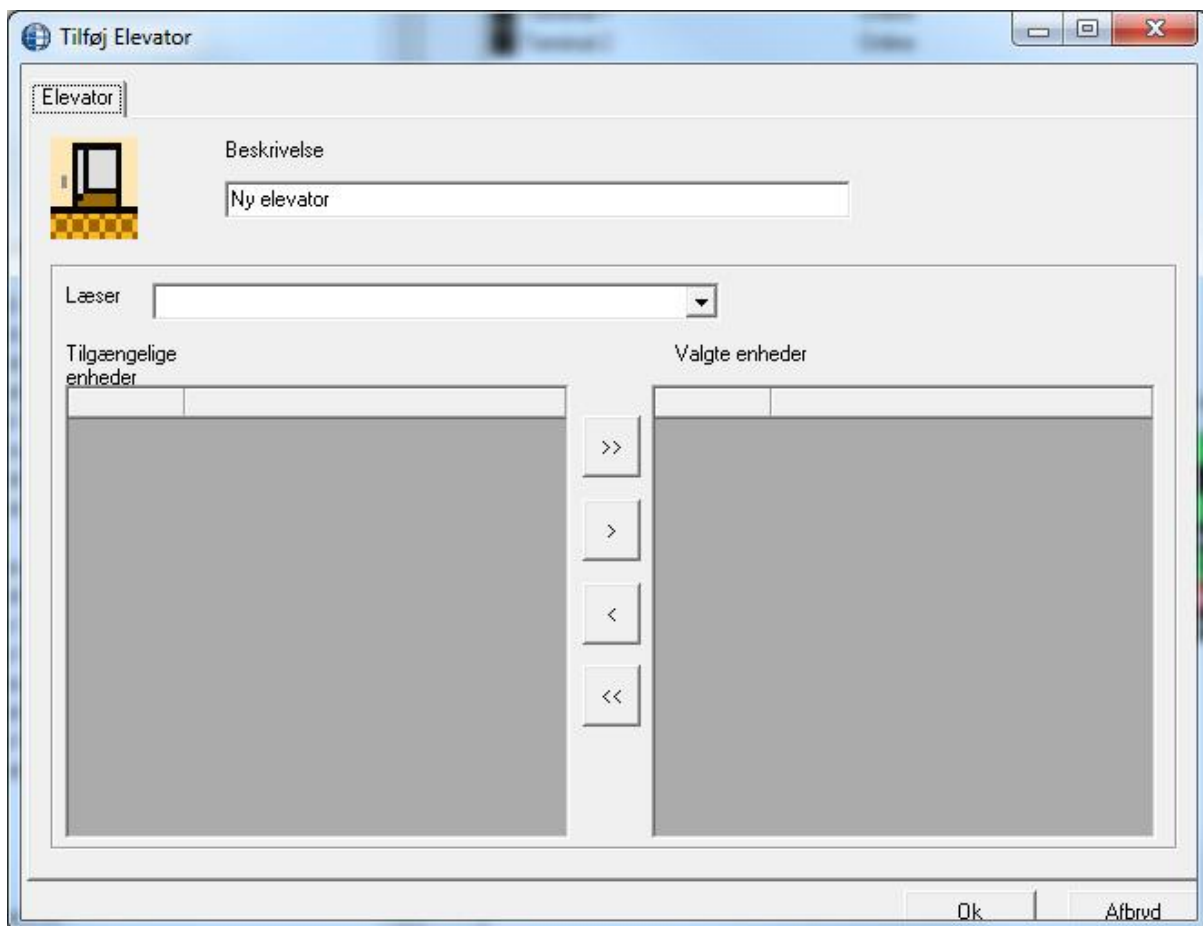 Tilføj Elevator
Elevator
Beskrivelse
Ny elevator
Læser
Tilgængelige
enheder
Valgte enheder
>>
>
<
<<
Ok
Afbryd